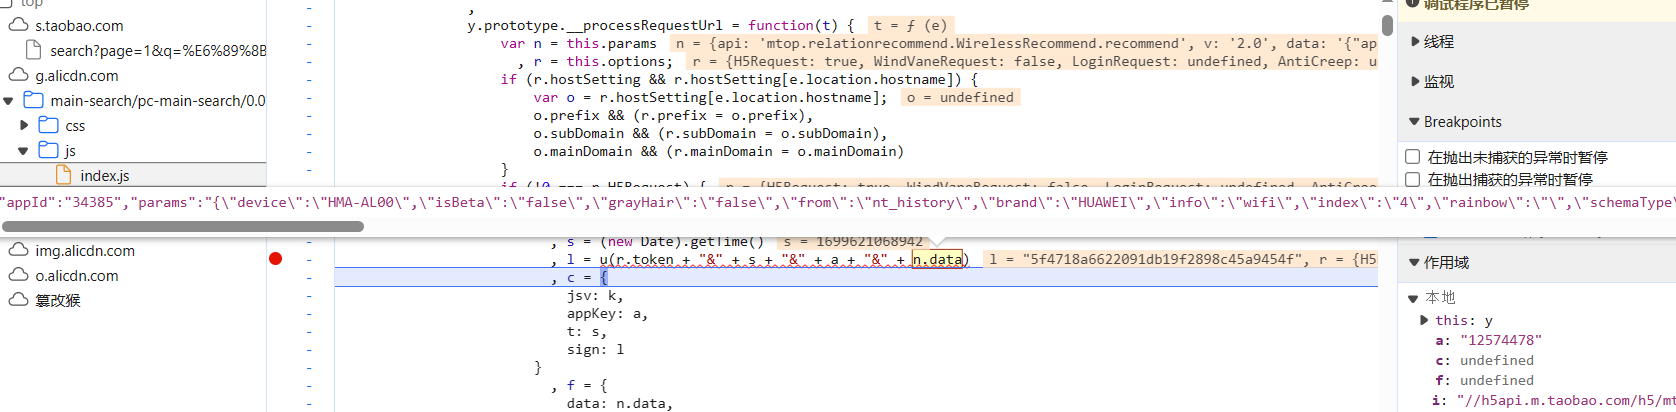 top
s.taobao.com
search?page=1&q=%E6%89%8B
g.alicdn.com
main-search/pc-main-search/0.0
css
js
index.js
img.alicdn.com
o.alicdn.com
篡改猴
,
y.prototype.__processRequestUrl = function(t) { t = ƒ (e)
var n = this.params n = {api: 'mtop.relationrecommend.WirelessRecommend.recommend', v: '2.0', data: '{"ap
, r = this.options; r = {H5Request: true, WindVaneRequest: false, LoginRequest: undefined, AntiCreep: u
if (r.hostSetting && r.hostSetting[e.location.hostname]) {
var o = r.hostSetting[e.location.hostname]; o = undefined
o.prefix && (r.prefix = o.prefix),
o.subDomain && (r.subDomain = o.subDomain),
o.mainDomain && (r.mainDomain = o.mainDomain)
}
if (!0 === r.H5Request) { r = {H5Request: true, WindVaneRequest: false, LoginRequest: undefined, AntiCree
"appId":"34385","params":"{\"device\":\"HMA-AL00\",\"isBeta\":\"false\",\"grayHair\":\"false\",\"from\":\"nt_history\",\"brand\":\"HUAWEI\",\"info\":\"wifi\",\"index\":\"4\",\"rainbow\":\"\",\"schemaType\
, s = (new Date).getTime() s = 1699621068942
, l = u(r.token + "&" + s + "&" + a + "&" + n.data) l = "5f4718a6622091db19f2898c45a9454f", r = {H5
, c = {
jsv: k,
appKey: a,
t: s,
sign: l
}
, f = {
data: n.data,
调试程序已暂停
线程
监视
Breakpoints
在抛出未捕获的异常时暂停
在抛出捕获的异常时暂停
作用域
本地
this: y
a: "12574478"
c: undefined
f: undefined
i: "//h5api.m.taobao.com/h5/mt